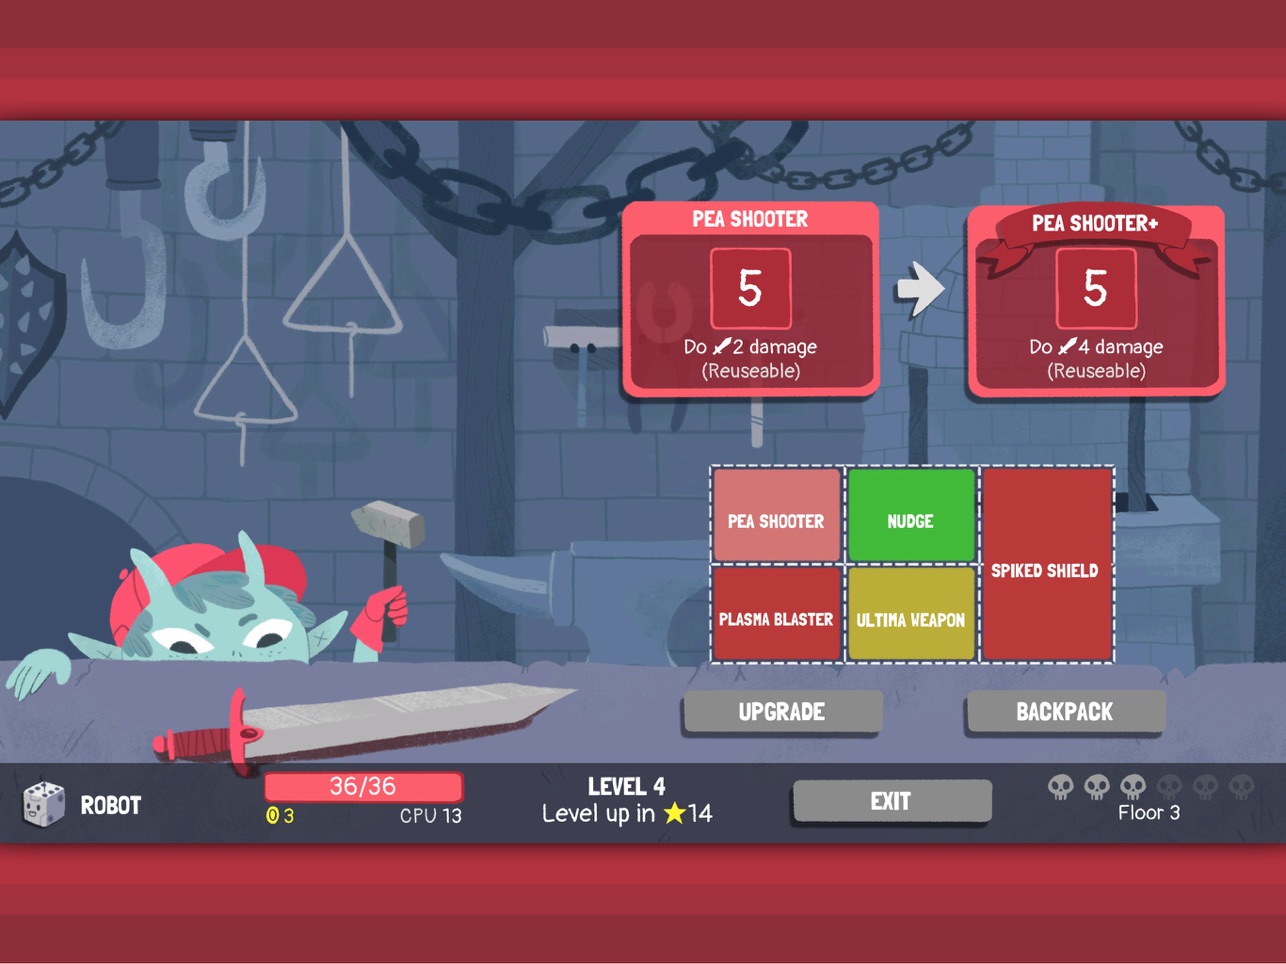 PEA SHOOTER
5
Do 2 damage
(Reuseable)
PEA SHOOTER+
5
Do 4 damage
(Reuseable)
PEA SHOOTER
NUDGE
SPIKED SHIELD
PLASMA BLASTER
ULTIMA WEAPON
UPGRADE
BACKPACK
ROBOT
36/36
3
CPU 13
LEVEL 4
Level up in 14
EXIT
Floor 3